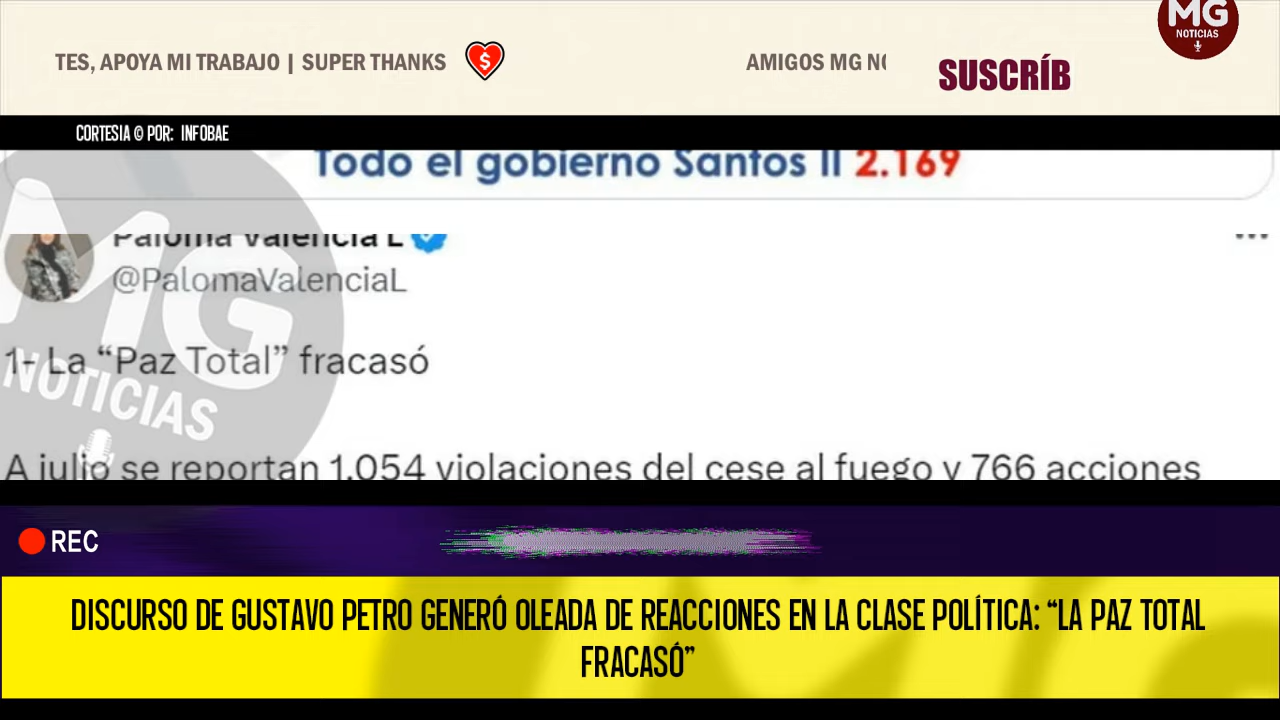 MG
NOTICIAS
TES, APOYA MI TRABAJO | SUPER THANKS
AMIGOS MG NO
SUSCRÍB
CORTESIA © POR: INFOBAE
Todo el gobierno Santos II 2.169
Paloma Valencia L
@PalomaValenciaL
1- La “Paz Total” fracasó
MG
NOTICIAS
A julio se reportan 1.054 violaciones del cese al fuego y 766 acciones
REC
DISCURSO DE GUSTAVO PETRO GENERÓ OLEADA DE REACCIONES EN LA CLASE POLÍTICA: “LA PAZ TOTAL
FRACASÓ”